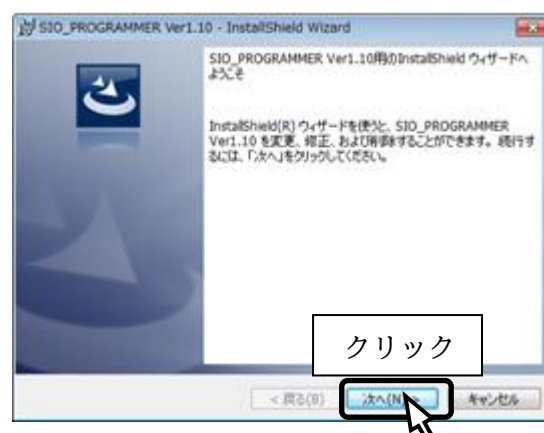 SIO_PROGRAMMER Ver1.10 - InstallShield Wizard
SIO_PROGRAMMER Ver1.10用のInstallShield ウィザードへ
ようこそ
InstallShield(R) ウィザードを使うと、SIO_PROGRAMMER
Ver1.10 を変更、修正、および削除することができます。続行す
るには、「次へ」をクリックしてください。
クリック
< 戻る(B)
次へ(N) >
キャンセル